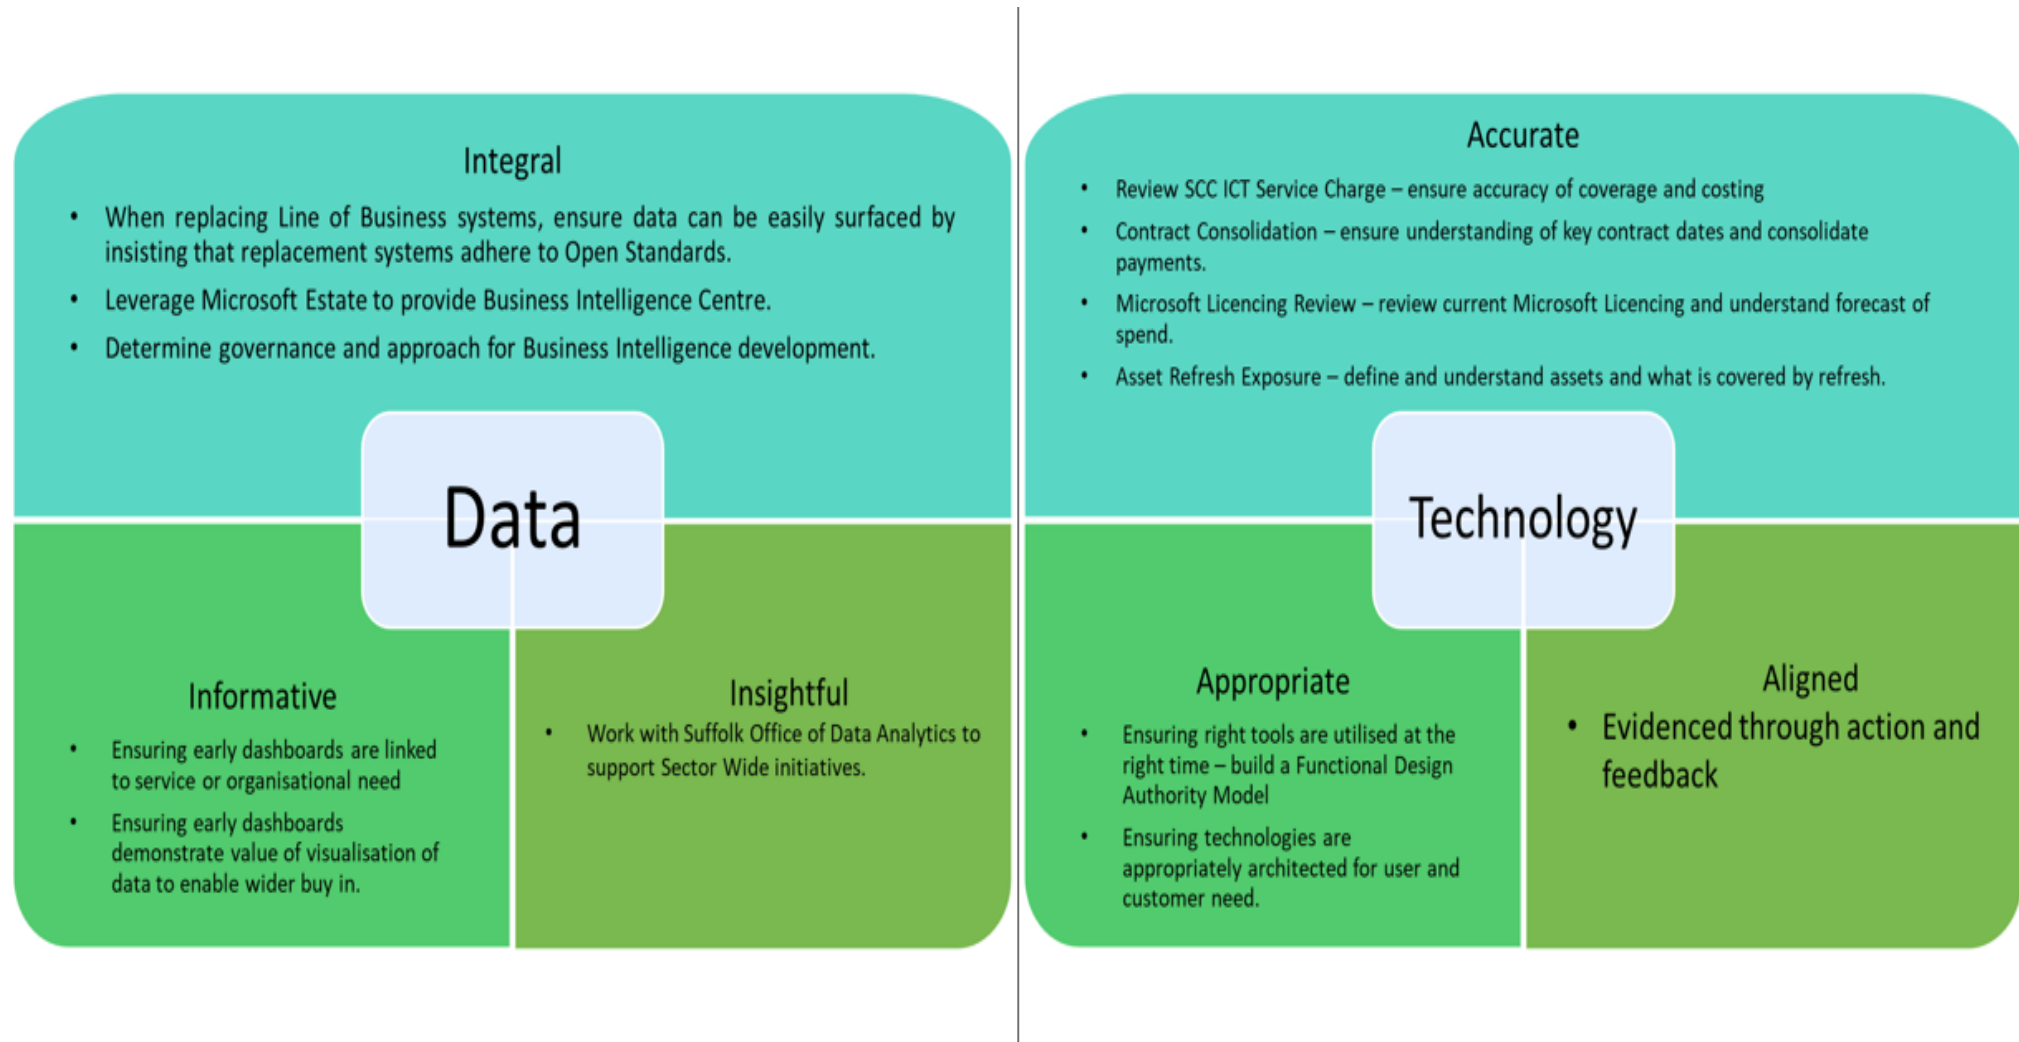 Integral
• When replacing Line of Business systems, ensure data can be easily surfaced by
insisting that replacement systems adhere to Open Standards.
• Leverage Microsoft Estate to provide Business Intelligence Centre.
• Determine governance and approach for Business Intelligence development.
Data
Informative
• Ensuring early dashboards are linked
to service or organisational need
• Ensuring early dashboards
demonstrate value of visualisation of
data to enable wider buy in.
Insightful
• Work with Suffolk Office of Data Analytics to
support Sector Wide initiatives.
Accurate
• Review SCC ICT Service Charge – ensure accuracy of coverage and costing
• Contract Consolidation – ensure understanding of key contract dates and consolidate
payments.
• Microsoft Licencing Review – review current Microsoft Licencing and understand forecast of
spend.
• Asset Refresh Exposure – define and understand assets and what is covered by refresh.
Technology
Appropriate
• Ensuring right tools are utilised at the
right time – build a Functional Design
Authority Model
• Ensuring technologies are
appropriately architected for user and
customer need.
Aligned
• Evidenced through action and
feedback